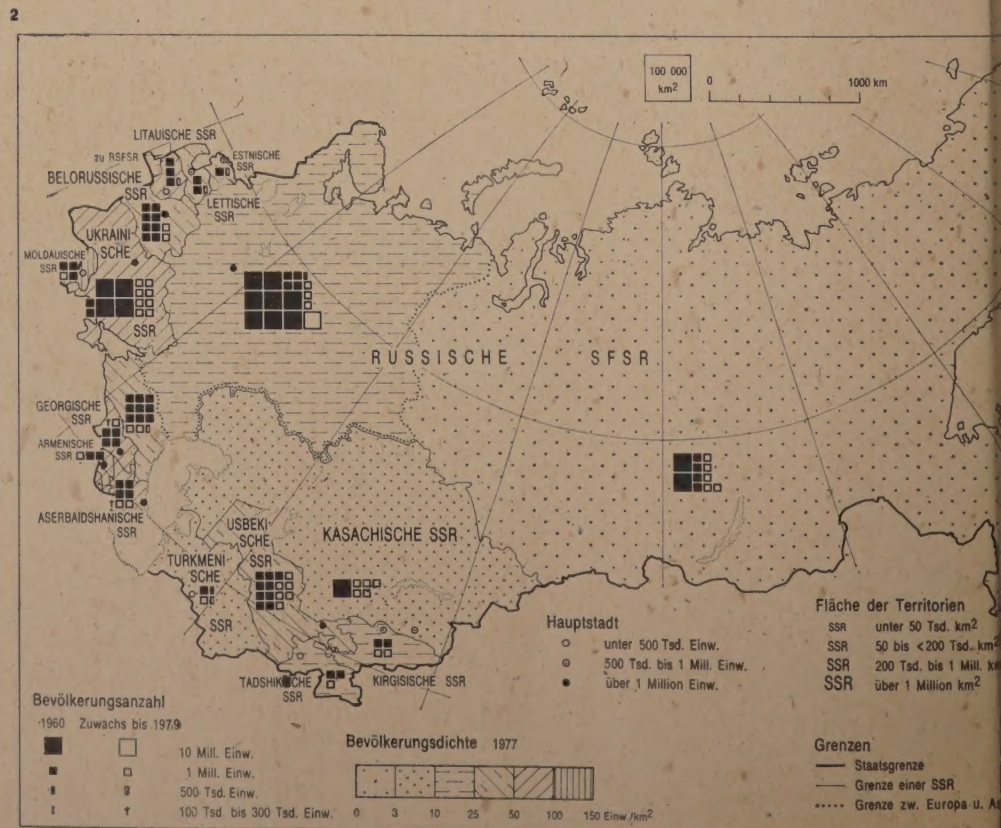 2
100 000
km²
0 1000 km
LITAUISCHE SSR
zu RSFSR
ESTNISCHE
SSR
BELORUSSISCHE
SSR
LETTISCHE
SSR
UKRAINI-
SCHE
SSR
MOLDAUISCHE
SSR
RUSSISCHE SFSR
GEORGISCHE
SSR
ARMENISCHE
SSR
ASERBAIDSHANISCHE
SSR
USBEKI-
SCHE
SSR
KASACHISCHE SSR
TURKMENI-
SCHE
SSR
TADSHIKISCHE
SSR
KIRGISISCHE SSR
Hauptstadt
unter 500 Tsd. Einw.
500 Tsd. bis 1 Mill. Einw.
über 1 Million Einw.
Fläche der Territorien
SSR unter 50 Tsd. km²
SSR 50 bis <200 Tsd. km²
SSR 200 Tsd. bis 1 Mill.
SSR über 1 Million km²
Bevölkerungsanzahl
1960 Zuwachs bis 1979
10 Mill. Einw.
1 Mill. Einw.
500 Tsd. Einw.
100 Tsd. bis 300 Tsd. Einw.
Bevölkerungsdichte 1977
0 3 10 25 50 100 150 Einw./km²
Grenzen
Staatsgrenze
Grenze einer SSR
Grenze zw. Europa u.